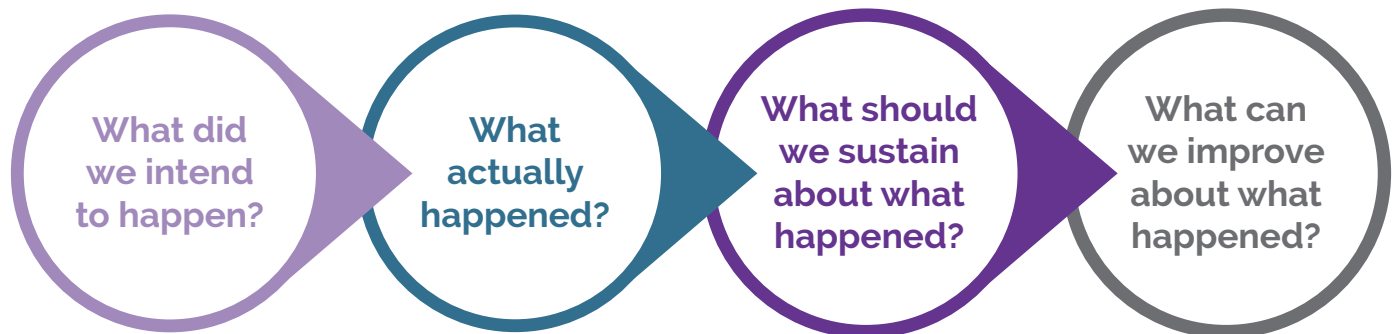 What did
we intend
to happen?
What
actually
happened?
What should
we sustain
about what
happened?
What can
we improve
about what
happened?